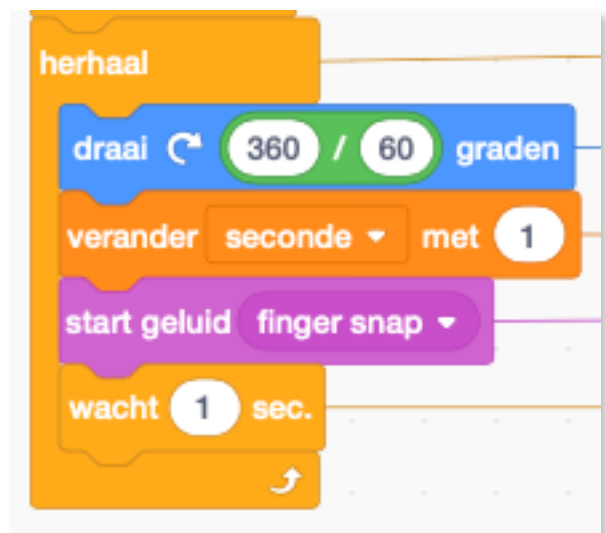 herhaal
draai 360 / 60 graden
verander seconde met 1
start geluid finger snap
wacht 1 sec.